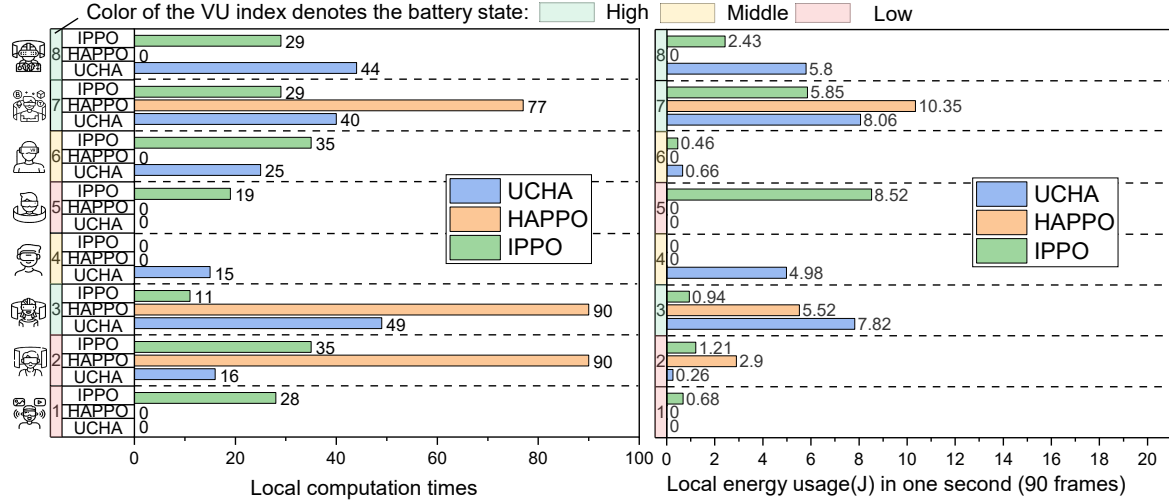 Color of the VU index denotes the battery state: High Middle Low
8
IPPO 29
HAPPO 0
UCHA 44
7
IPPO 29
HAPPO 77
UCHA 40
6
IPPO 35
HAPPO 0
UCHA 25
5
IPPO 19
HAPPO 0
UCHA 0
4
IPPO 0
HAPPO 0
UCHA 15
3
IPPO 11
HAPPO 90
UCHA 49
2
IPPO 35
HAPPO 90
UCHA 16
1
IPPO 28
HAPPO 0
UCHA 0
UCHA
HAPPO
IPPO
0 20 40 60 80 100
Local computation times
8
2.43
0
5.8
7
5.85
10.35
8.06
6
0.46
0
0.66
5
8.52
0
0
4
0
0
4.98
3
0.94
5.52
7.82
2
1.21
2.9
0.26
1
0.68
0
0
UCHA
HAPPO
IPPO
0 2 4 6 8 10 12 14 16 18 20
Local energy usage(J) in one second (90 frames)